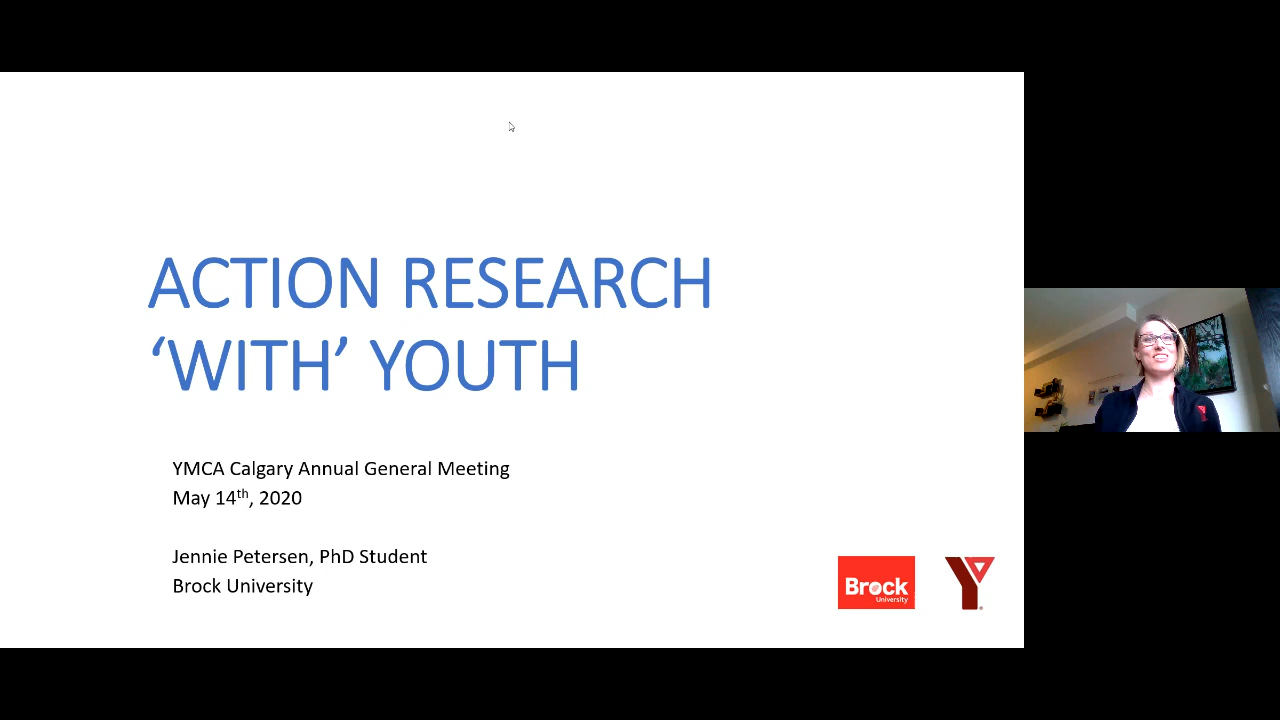 ACTION RESEARCH
‘WITH’ YOUTH
YMCA Calgary Annual General Meeting
May 14th, 2020
Jennie Petersen, PhD Student
Brock University
Brock
University
Y